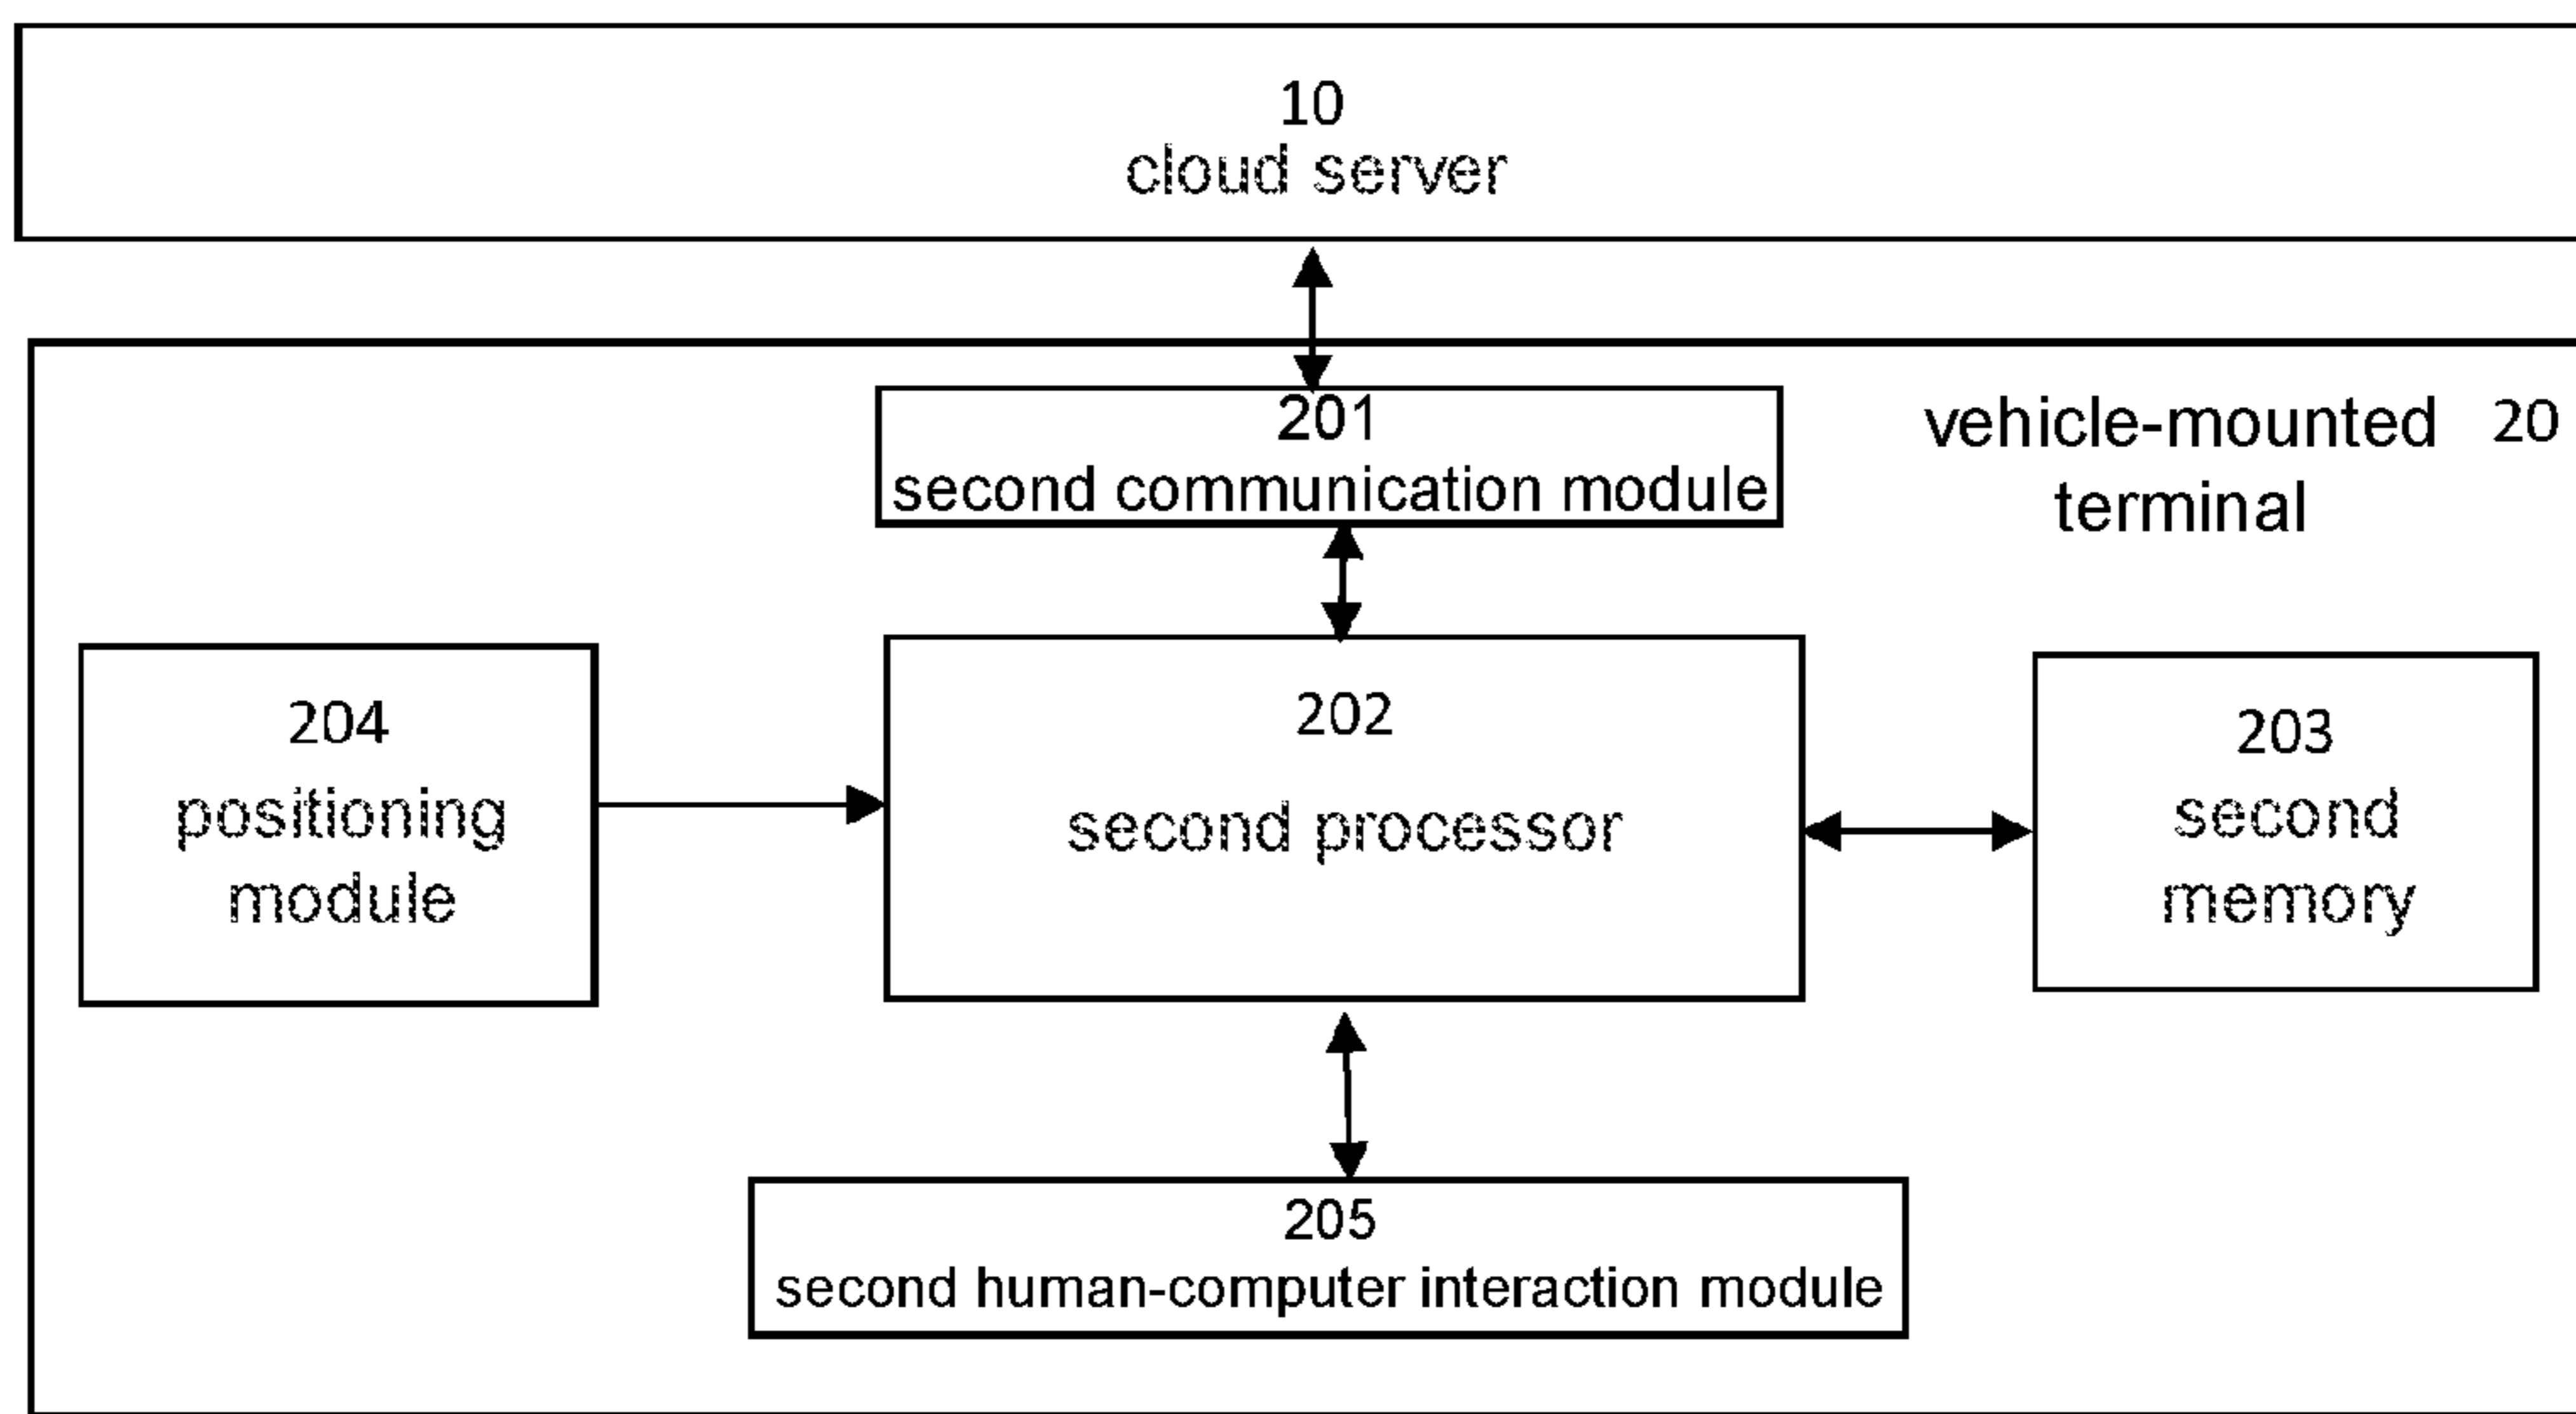 10
cloud server
201
second communication module
vehicle-mounted 20
terminal
204
positioning
module
202
second processor
203
second
memory
205
second human-computer interaction module